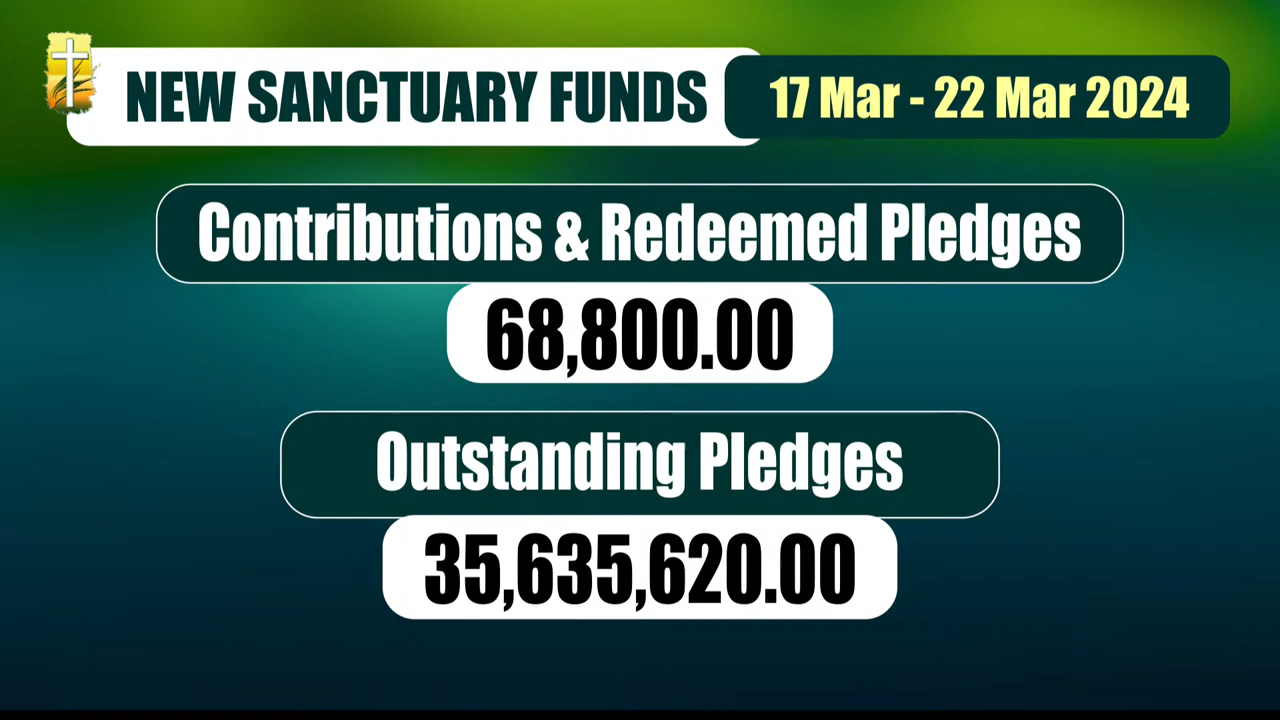 NEW SANCTUARY FUNDS
17 Mar - 22 Mar 2024
Contributions & Redeemed Pledges
68,800.00
Outstanding Pledges
35,635,620.00